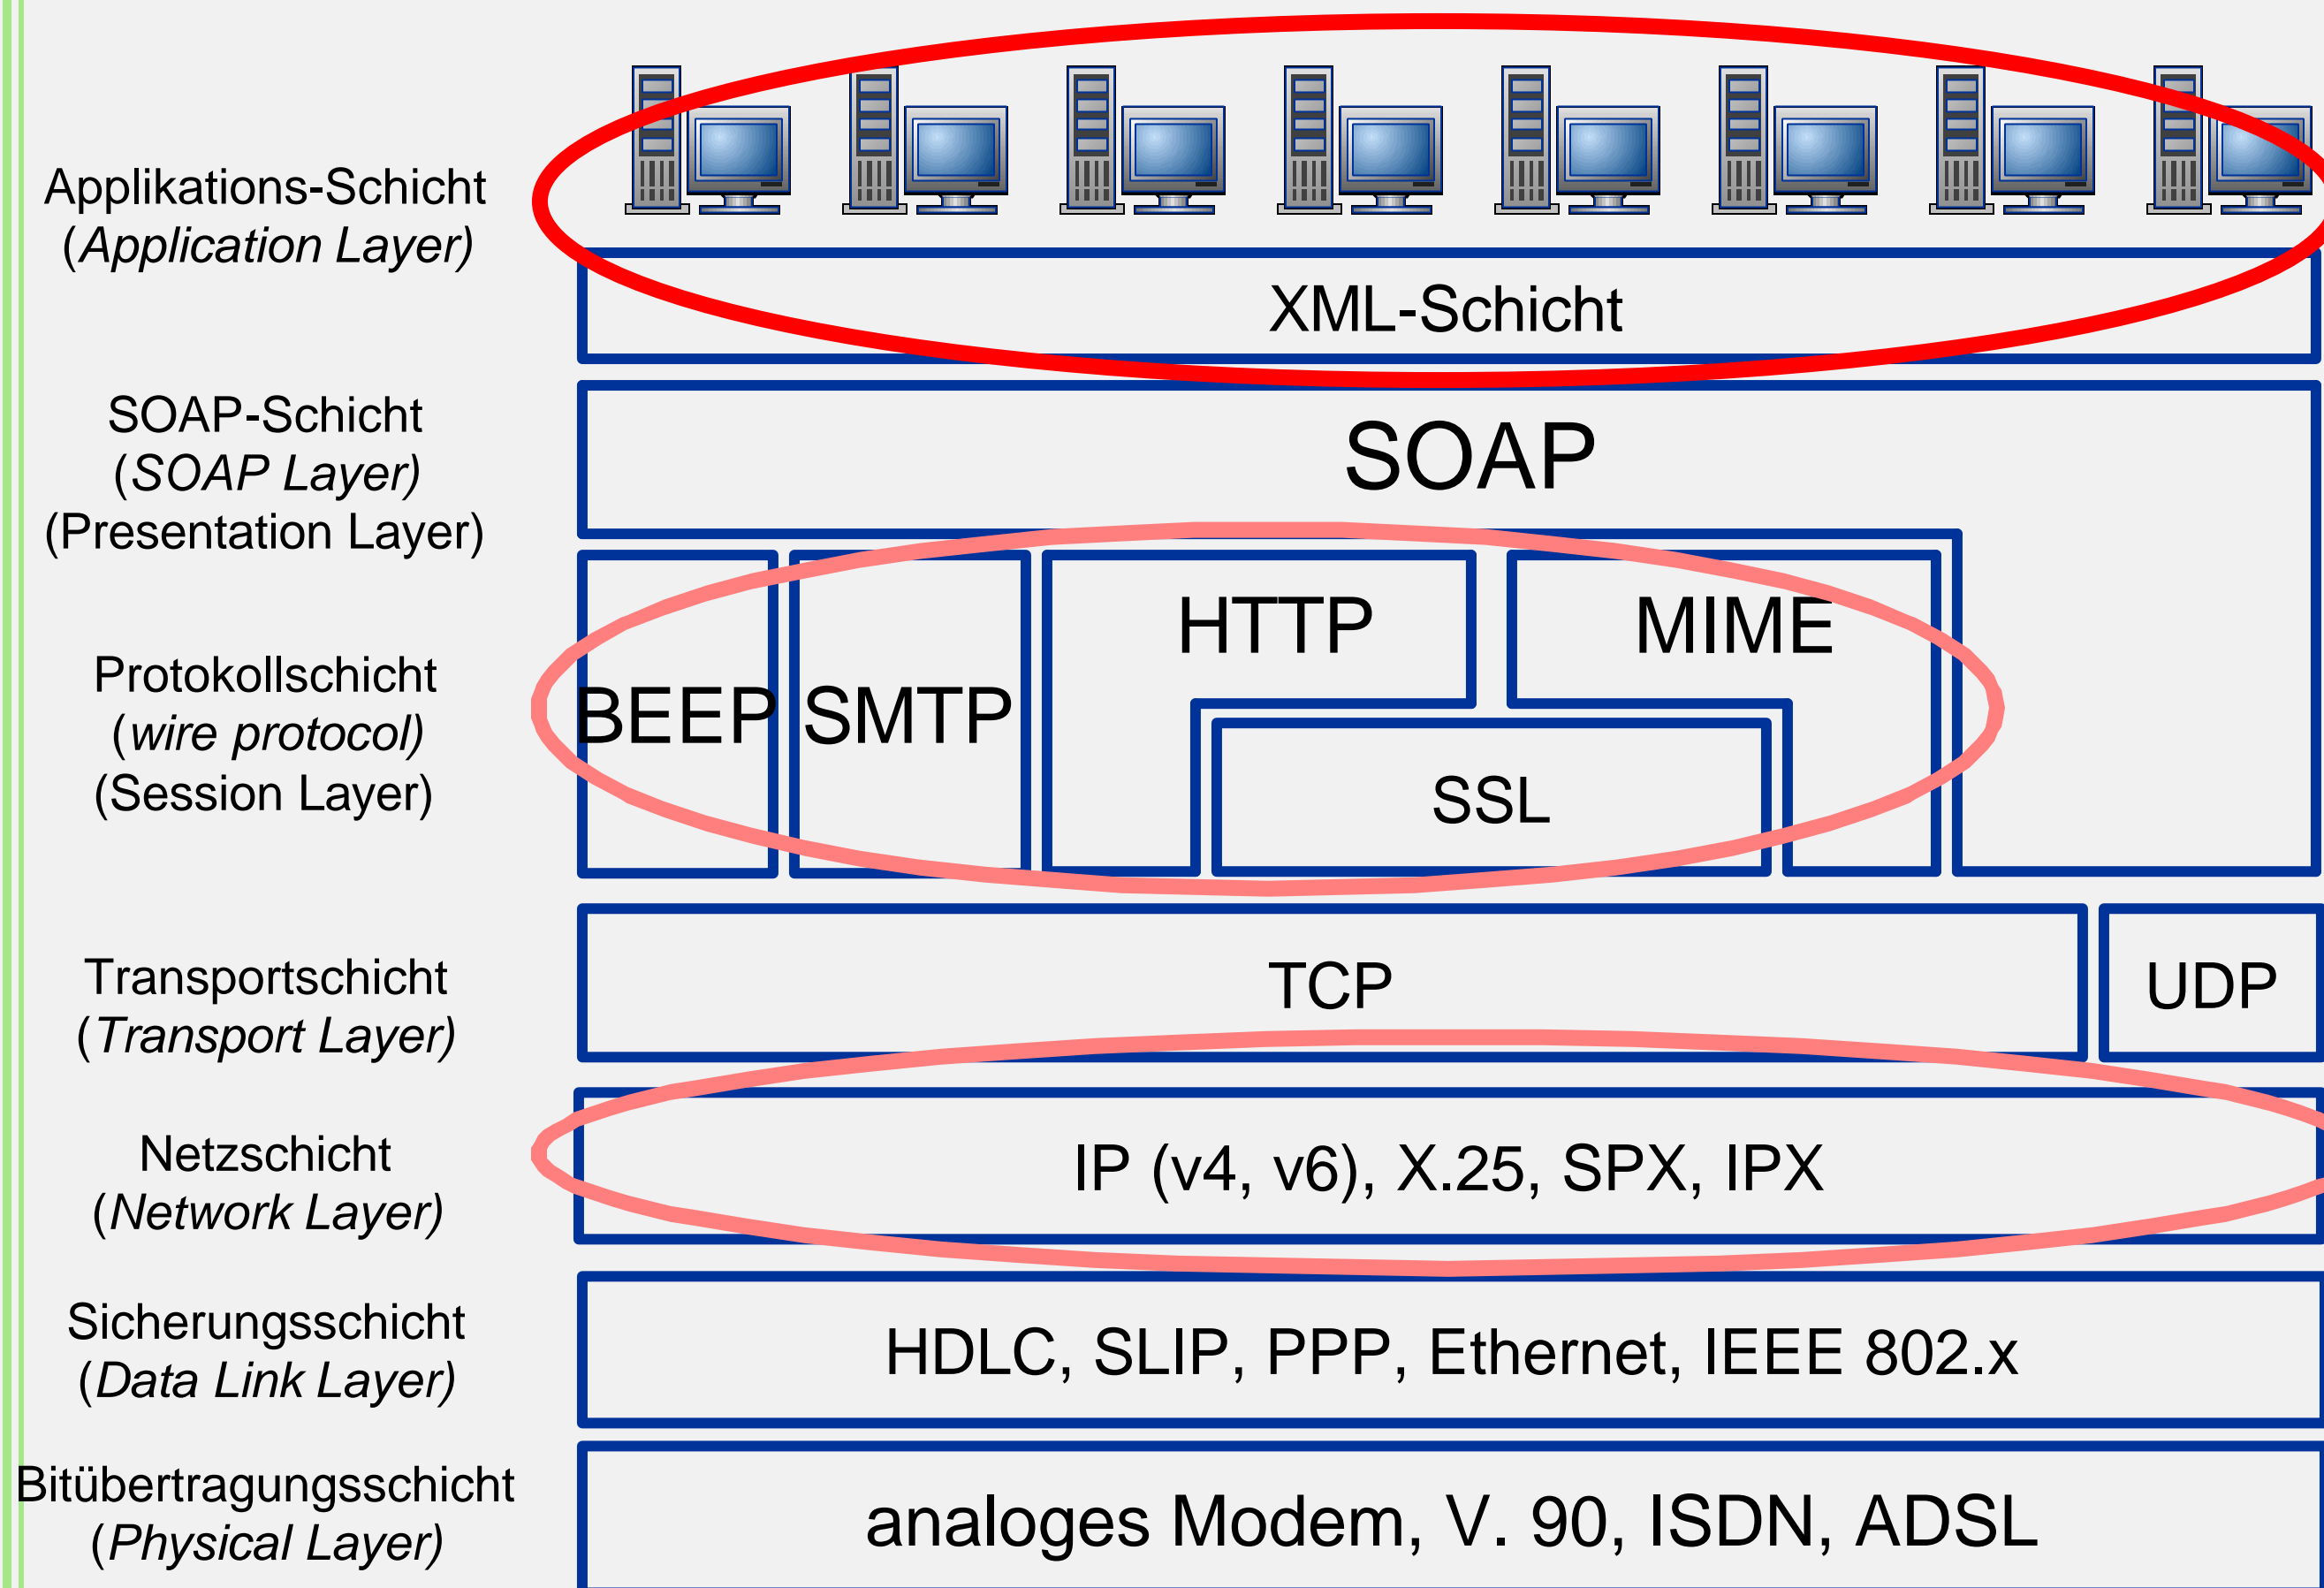 Applikations-Schicht
(Application Layer)
XML-Schicht
SOAP-Schicht
(SOAP Layer)
(Presentation Layer)
SOAP
Protokollschicht
(wire protocol)
(Session Layer)
BEEP
SMTP
HTTP
MIME
SSL
Transportschicht
(Transport Layer)
TCP
UDP
Netzschicht
(Network Layer)
IP (v4, v6), X.25, SPX, IPX
Sicherungsschicht
(Data Link Layer)
HDLC, SLIP, PPP, Ethernet, IEEE 802.x
Bitübertragungsschicht
(Physical Layer)
analoges Modem, V. 90, ISDN, ADSL